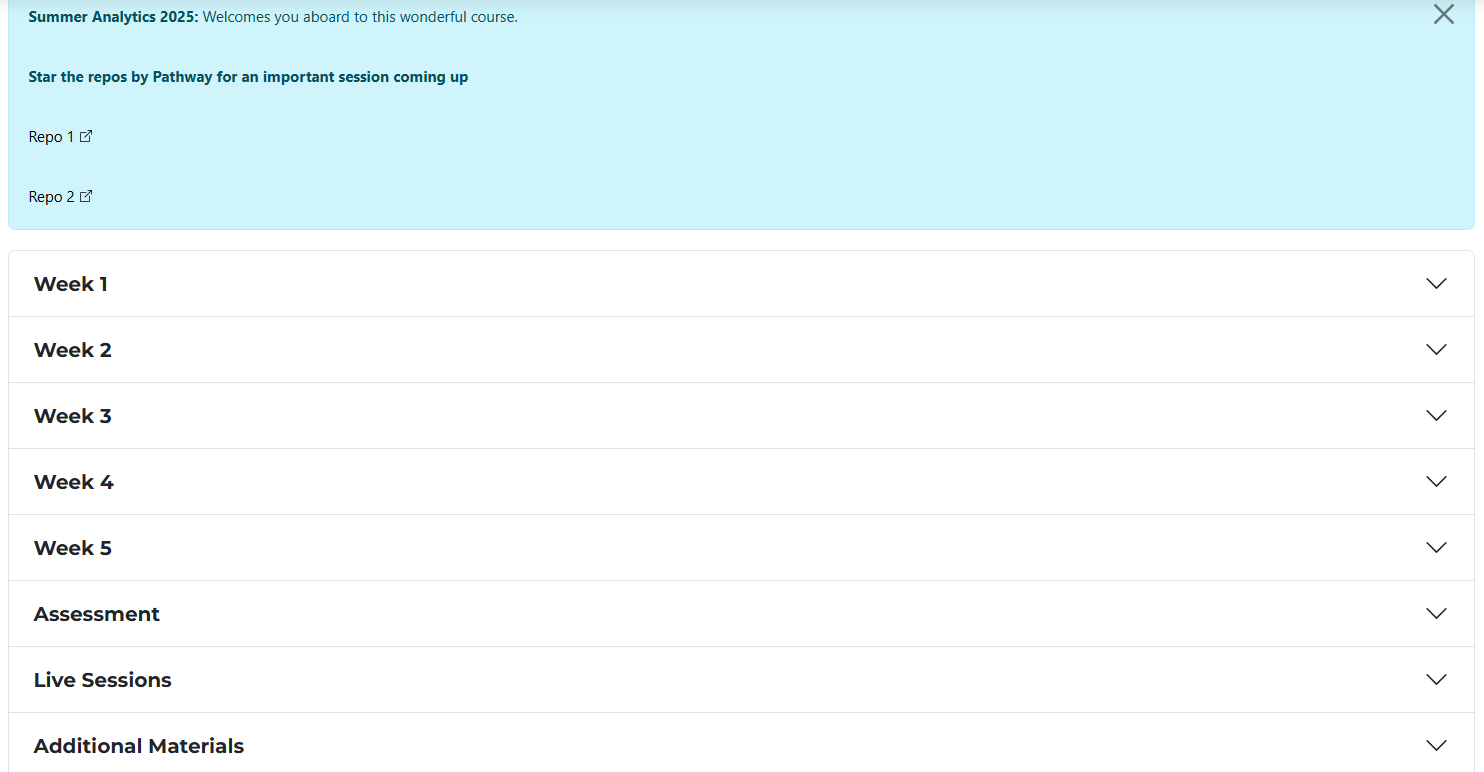 Summer Analytics 2025: Welcomes you aboard to this wonderful course.
Star the repos by Pathway for an important session coming up
Repo 1
Repo 2
Week 1
Week 2
Week 3
Week 4
Week 5
Assessment
Live Sessions
Additional Materials